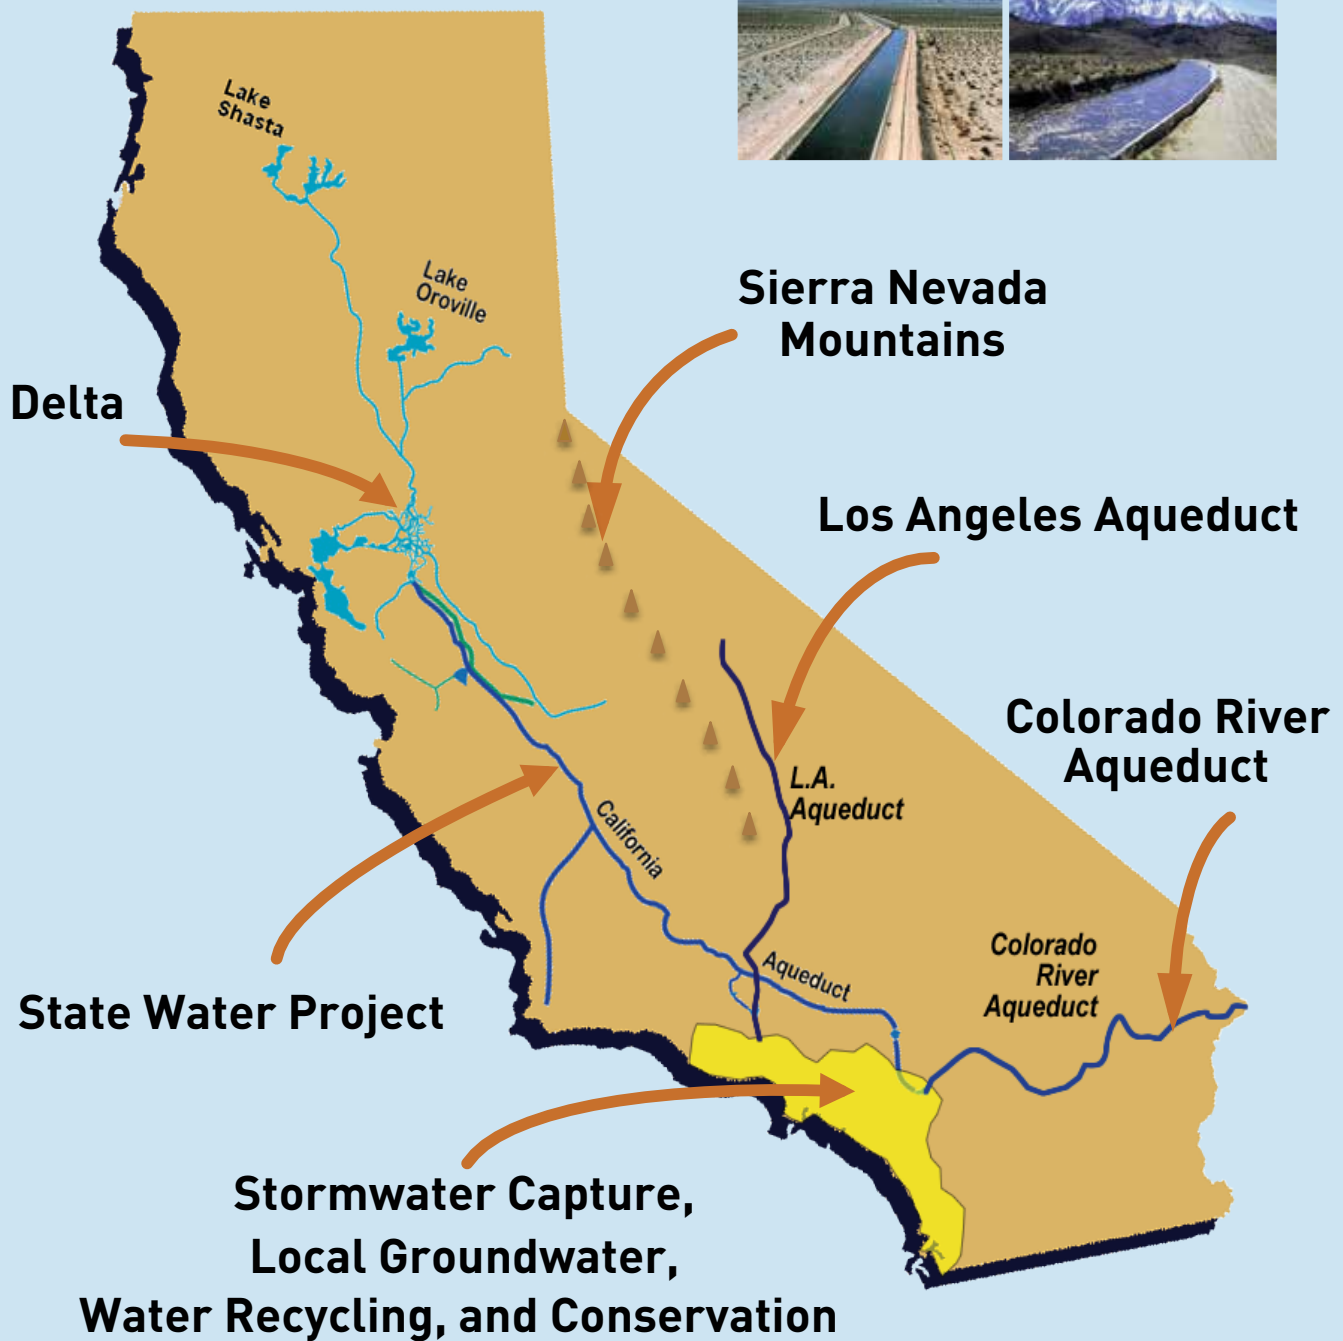 Lake
Shasta
Lake
Oroville
Sierra Nevada
Mountains
Delta
Los Angeles Aqueduct
Colorado River
Aqueduct
L.A.
Aqueduct
California
Aqueduct
Colorado
River
Aqueduct
State Water Project
Stormwater Capture,
Local Groundwater,
Water Recycling, and Conservation